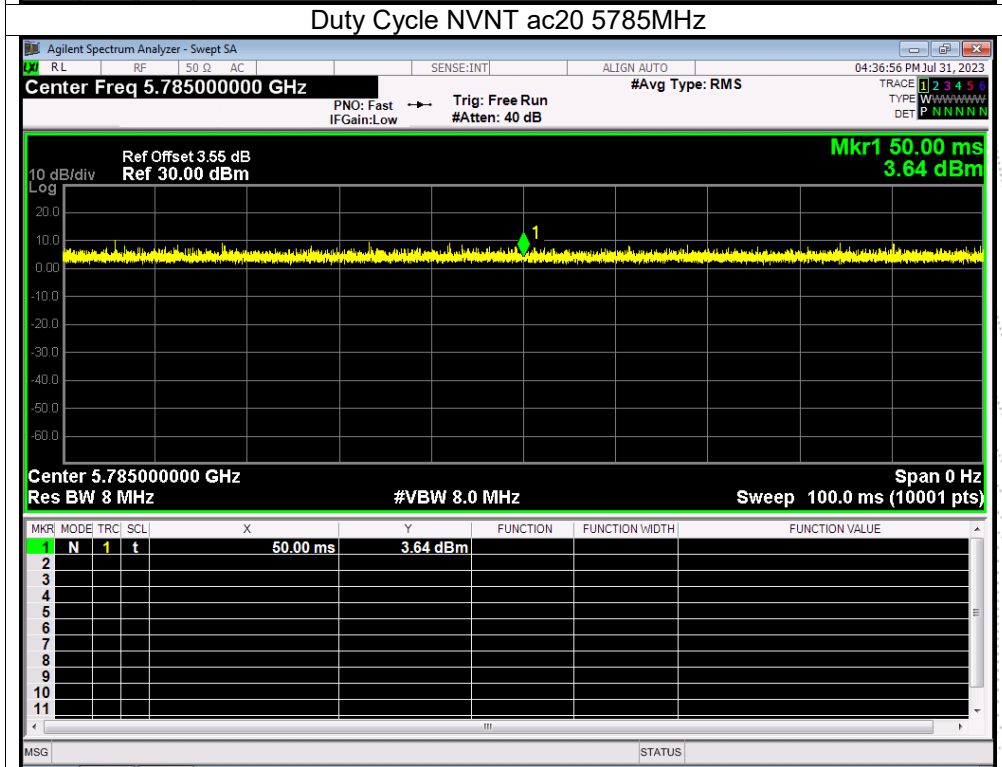 Duty Cycle NVNT ac20 5785MHz
Agilent Spectrum Analyzer - Swept SA
LXI RL RF 50 Ω AC SENSE:INT ALIGN AUTO 04:36:56 PM Jul 31, 2023
Center Freq 5.785000000 GHz #Avg Type: RMS TRACE 1 2 3 4 5 6
PNO: Fast Trig: Free Run TYPE WWWWWW
IFGain:Low #Atten: 40 dB DET P N N N N N
Mkr1 50.00 ms
Ref Offset 3.55 dB
10 dB/div Ref 30.00 dBm 3.64 dBm
Log
20.0
10.0
1
0.00
-10.0
-20.0
-30.0
-40.0
-50.0
-60.0
Center 5.785000000 GHz Span 0 Hz
Res BW 8 MHz #VBW 8.0 MHz Sweep 100.0 ms (10001 pts)
MKR MODE TRC SCL X Y FUNCTION FUNCTION WIDTH FUNCTION VALUE
1 N 1 t 50.00 ms 3.64 dBm
2
3
4
5
6
7
8
9
10
11
MSG STATUS